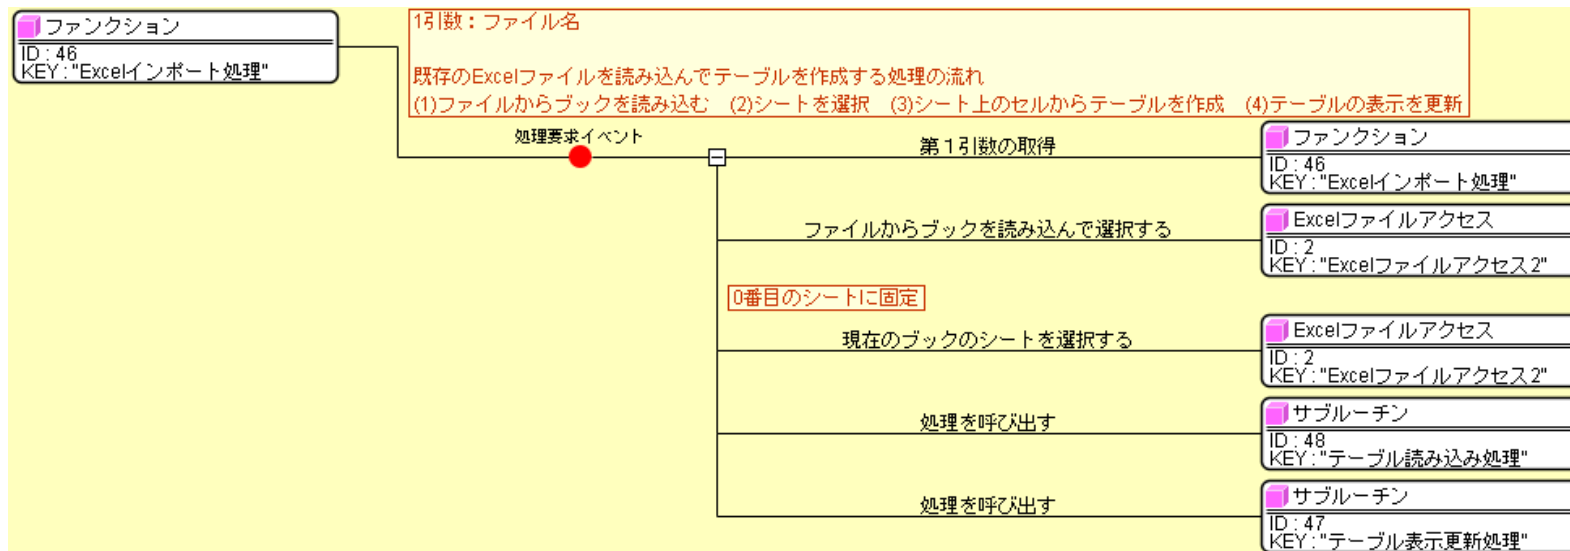 ファンクション
ID : 46
KEY : "Excelインポート処理"
1引数：ファイル名
既存のExcelファイルを読み込んでテーブルを作成する処理の流れ
(1)ファイルからブックを読み込む (2)シートを選択 (3)シート上のセルからテーブルを作成 (4)テーブルの表示を更新
処理要求イベント
第１引数の取得
ファンクション
ID : 46
KEY : "Excelインポート処理"
ファイルからブックを読み込んで選択する
Excelファイルアクセス
ID : 2
KEY : "Excelファイルアクセス2"
0番目のシートに固定
現在のブックのシートを選択する
Excelファイルアクセス
ID : 2
KEY : "Excelファイルアクセス2"
処理を呼び出す
サブルーチン
ID : 48
KEY : "テーブル読み込み処理"
処理を呼び出す
サブルーチン
ID : 47
KEY : "テーブル表示更新処理"